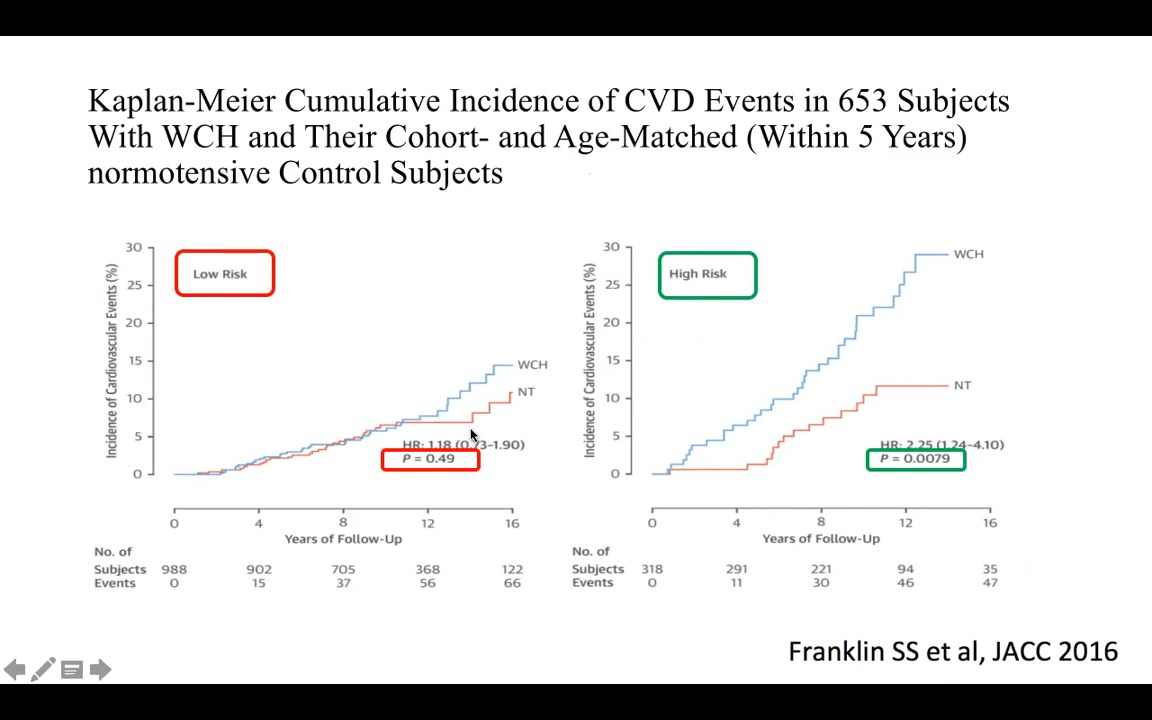 Kaplan-Meier Cumulative Incidence of CVD Events in 653 Subjects
With WCH and Their Cohort- and Age-Matched (Within 5 Years)
normotensive Control Subjects
Incidence of Cardiovascular Events (%)
30
25
20
15
10
5
0
Low Risk
WCH
NT
HR: 1.18 (0.73-1.90)
P = 0.49
0 4 8 12 16
Years of Follow-Up
No. of
Subjects 988 902 705 368 122
Events 0 15 37 56 66
Incidence of Cardiovascular Events (%)
30
25
20
15
10
5
0
High Risk
WCH
NT
HR: 2.25 (1.24-4.10)
P = 0.0079
0 4 8 12 16
Years of Follow-Up
No. of
Subjects 318 291 221 94 35
Events 0 11 30 46 47
Franklin SS et al, JACC 2016